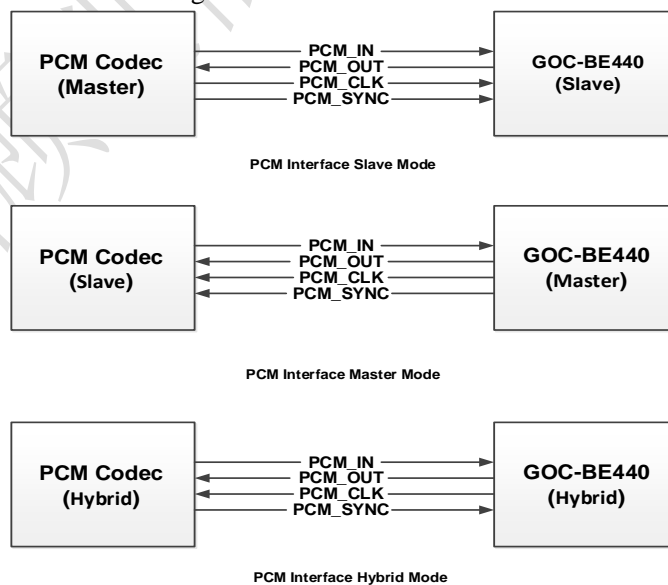 PCM Codec
(Master)
PCM_IN
PCM_OUT
PCM_CLK
PCM_SYNC
GOC-BE440
(Slave)
PCM Interface Slave Mode
PCM Codec
(Slave)
PCM_IN
PCM_OUT
PCM_CLK
PCM_SYNC
GOC-BE440
(Master)
PCM Interface Master Mode
PCM Codec
(Hybrid)
PCM_IN
PCM_OUT
PCM_CLK
PCM_SYNC
GOC-BE440
(Hybrid)
PCM Interface Hybrid Mode